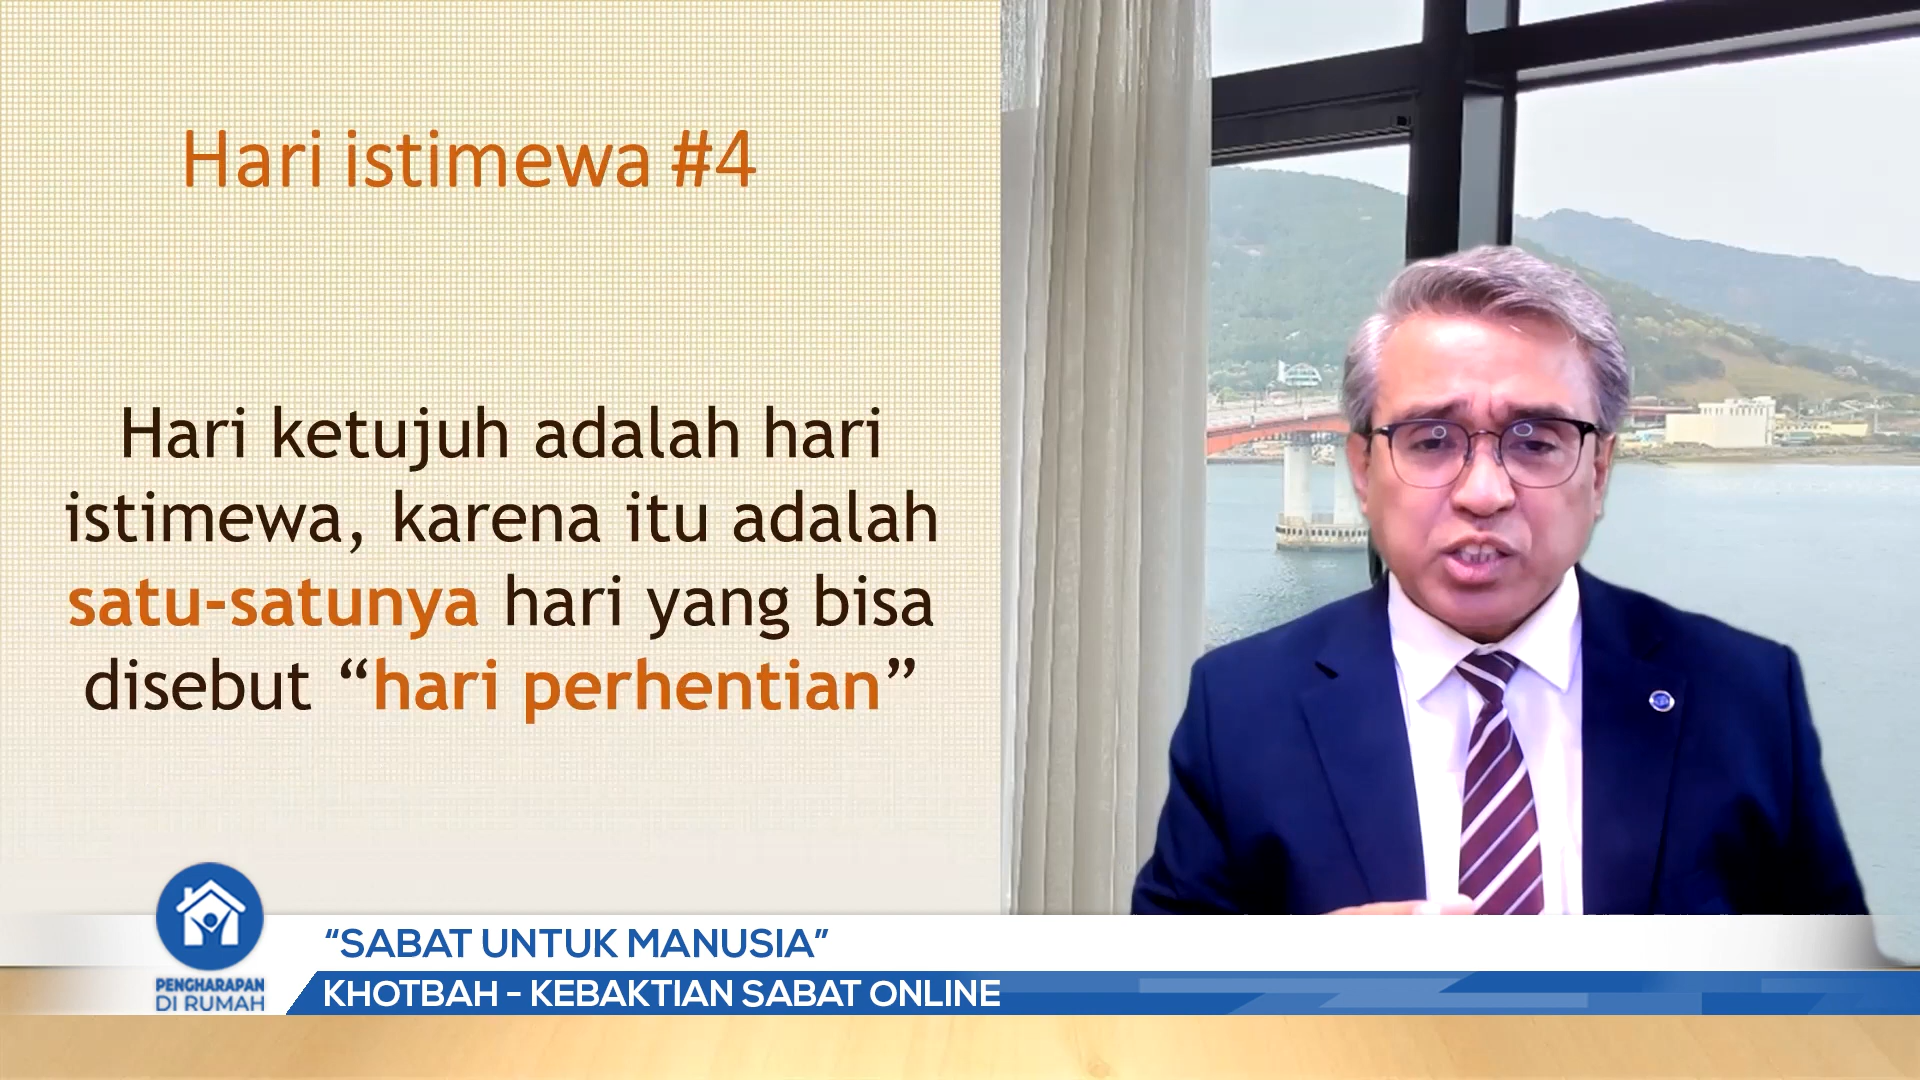 Hari istimewa #4
Hari ketujuh adalah hari
istimewa, karena itu adalah
satu-satunya hari yang bisa
disebut “hari perhentian”
“SABAT UNTUK MANUSIA”
KHOTBAH - KEBAKTIAN SABAT ONLINE
PENGHARAPAN
DI RUMAH